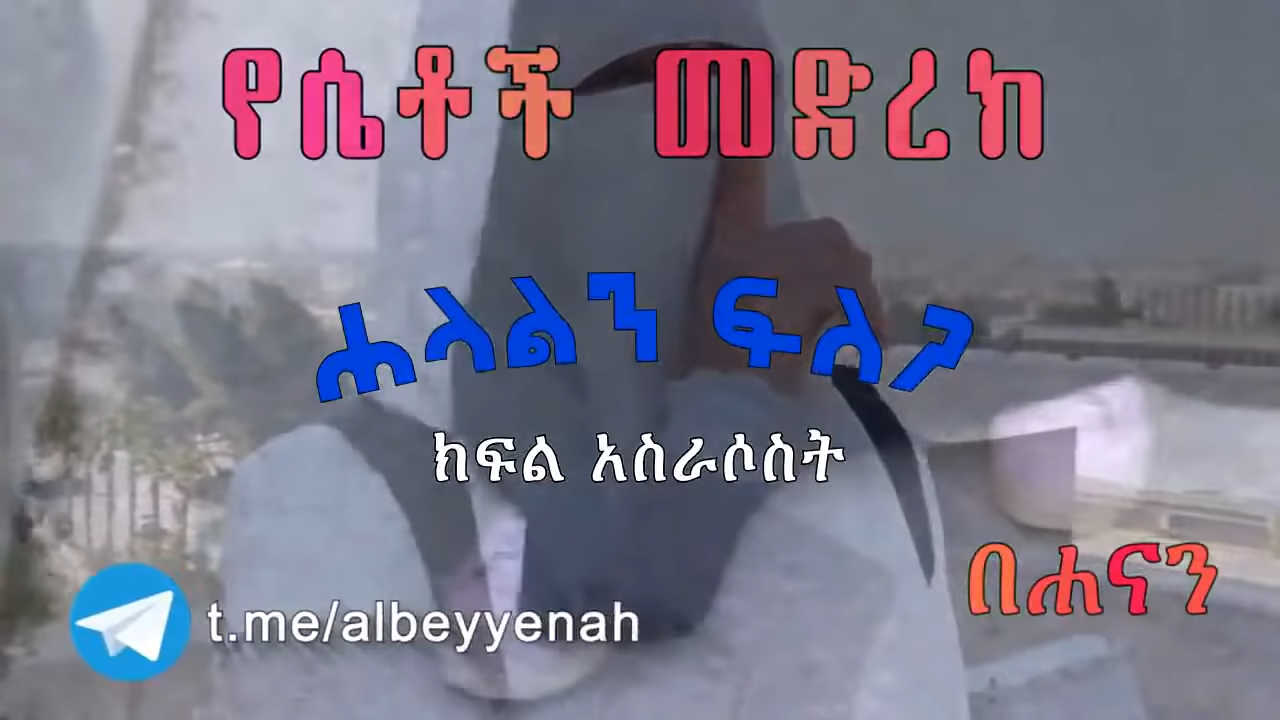 የሴቶች መድረክ
ሐላልን ፍለጋ
ክፍል አስራሶስት
በሐናን
t.me/albeyyenah